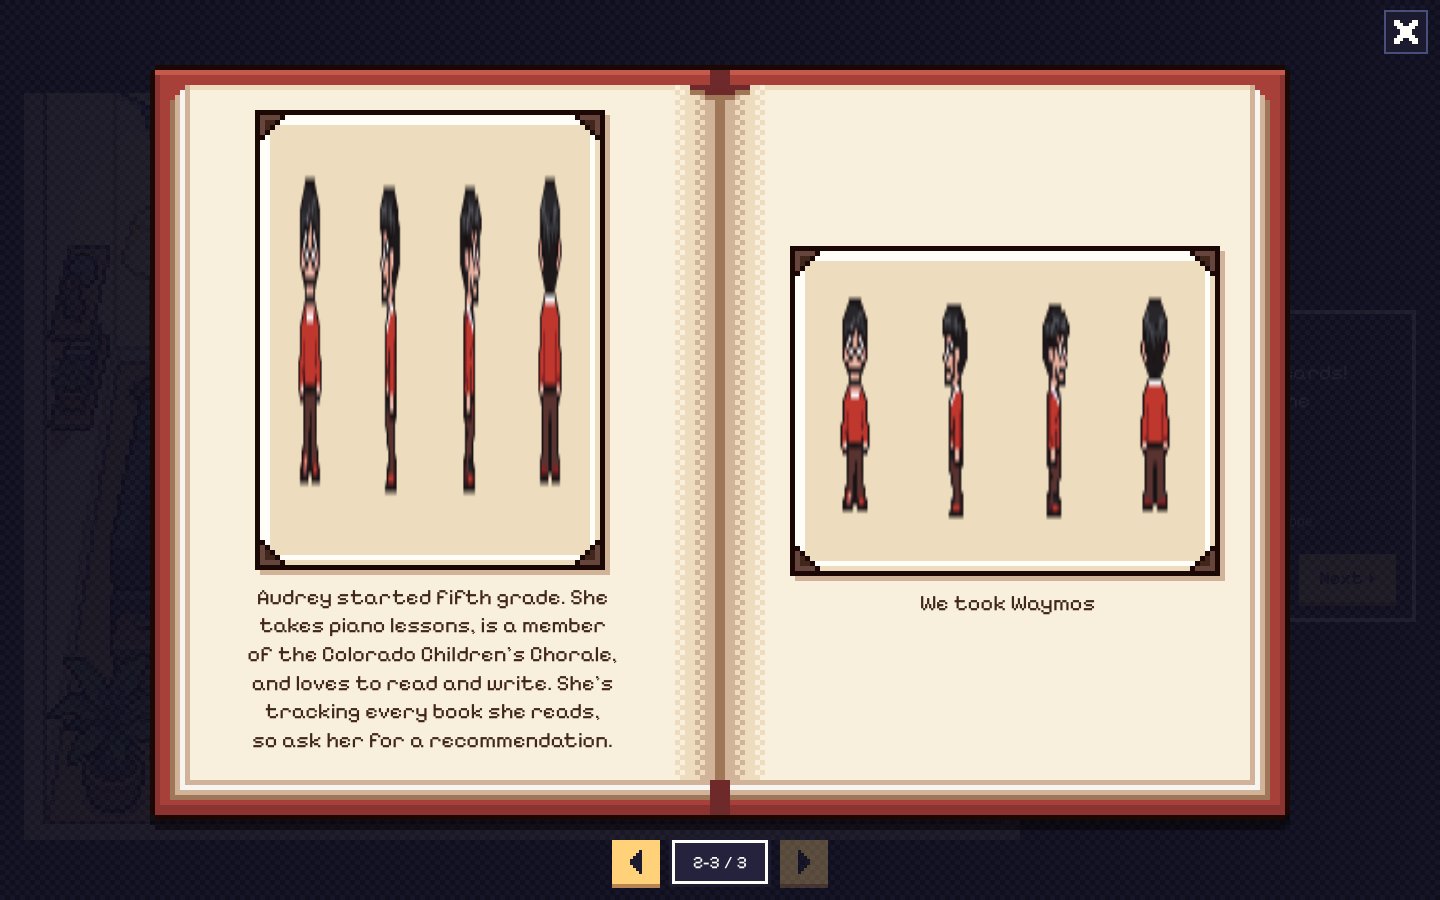 Audrey started fifth grade. She
takes piano lessons, is a member
of the Colorado Children's Chorale,
and loves to read and write. She's
tracking every book she reads,
so ask her for a recommendation.
We took Waymos
2-3 / 3
Next